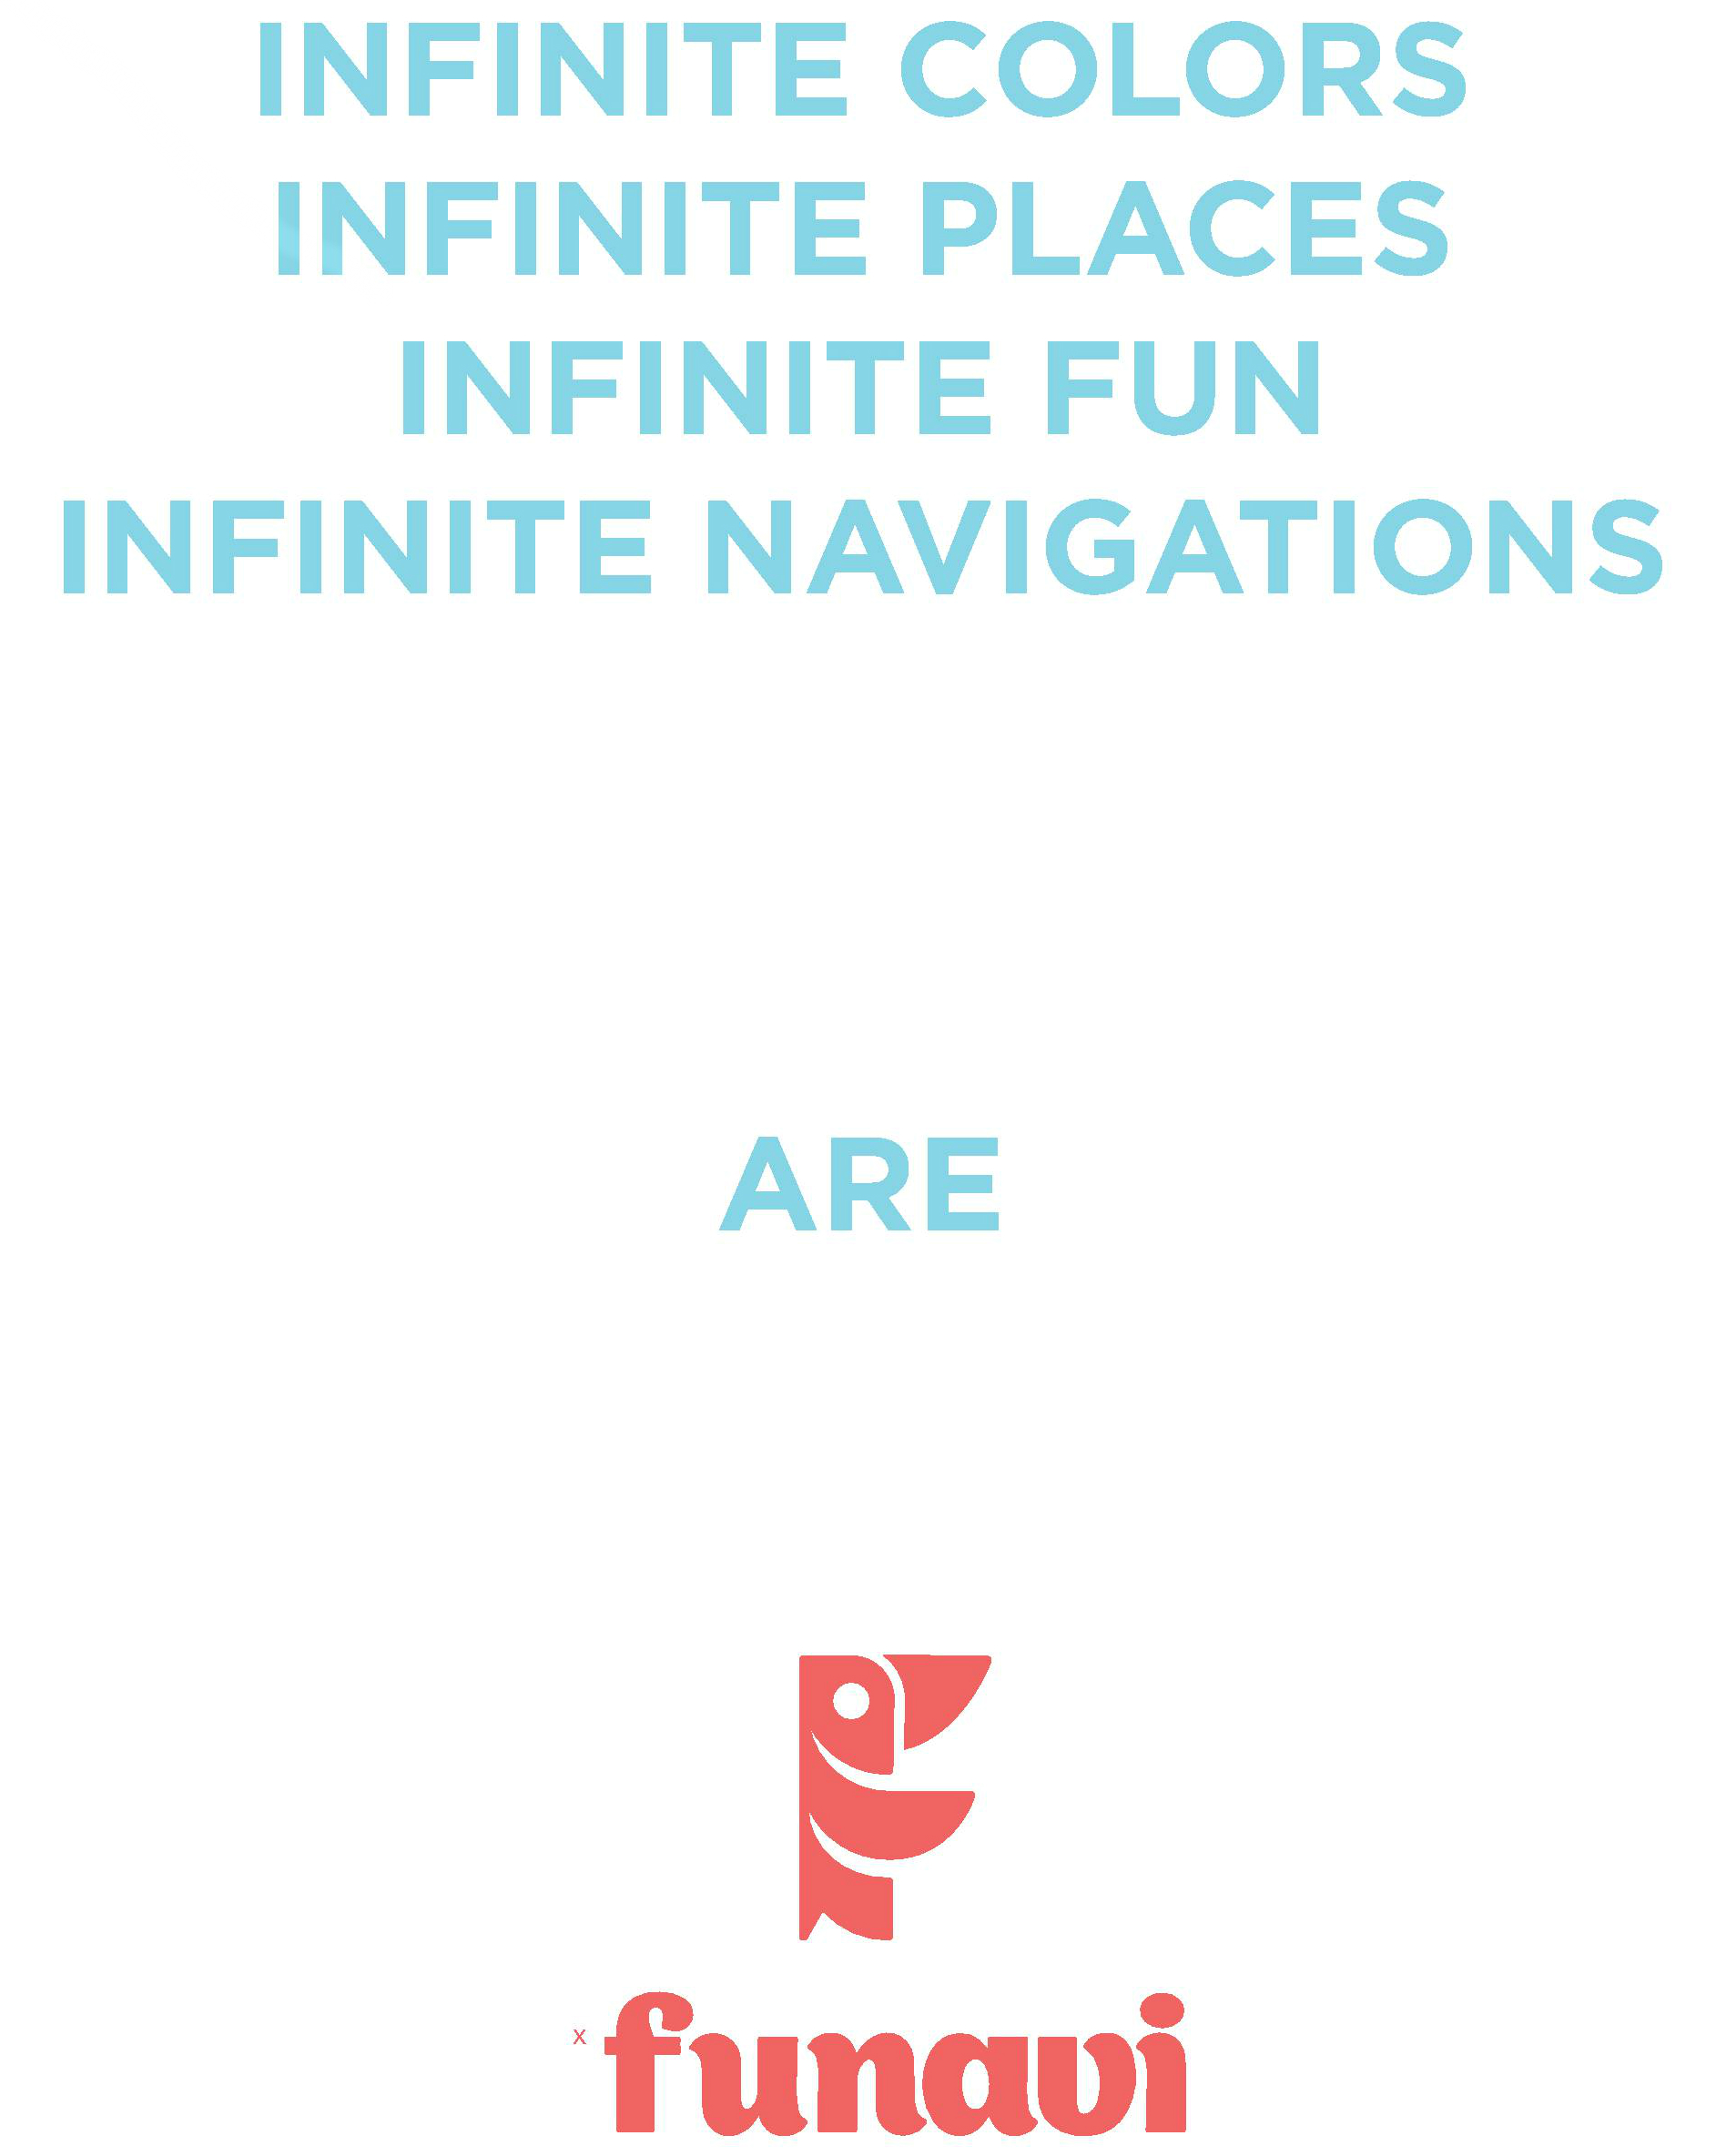 INFINITE COLORS
INFINITE PLACES
INFINITE FUN
INFINITE NAVIGATIONS
ARE
x funavi